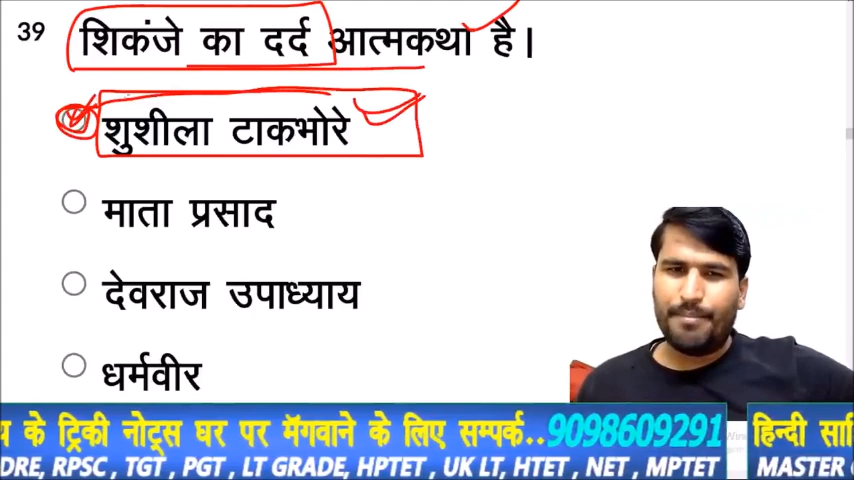 39 शिकंजे का दर्द आत्मकथा है।
शुशीला टाकभोरे
माता प्रसाद
देवराज उपाध्याय
धर्मवीर
के ट्रिकी नोट्स घर पर मॅगवाने के लिए सम्पर्क..9098609291
हिन्दी सा
DRE, RPSC , TGT , PGT , LT GRADE, HPTET , UK LT, HTET , NET , MPTET
MASTER